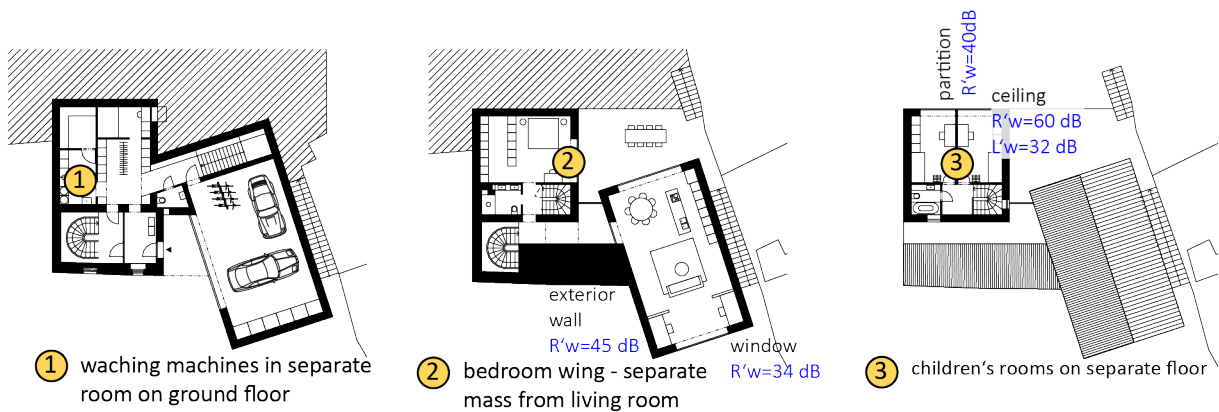 1
1 waching machines in separate
room on ground floor
2
exterior
wall
R‘w=45 dB
window
R‘w=34 dB
2 bedroom wing - separate
mass from living room
partition
R‘w=40dB
ceiling
R‘w=60 dB
L‘w=32 dB
3
3 children‘s rooms on separate floor